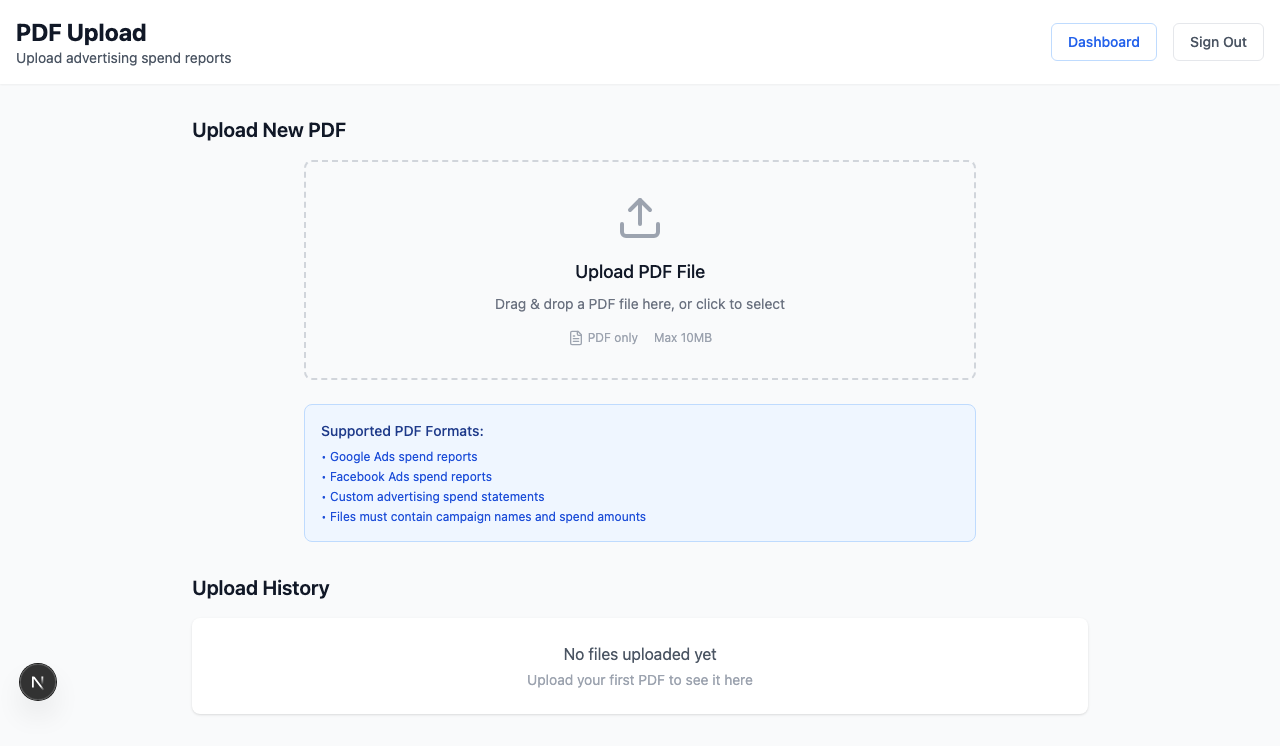 PDF Upload
Upload advertising spend reports
Dashboard
Sign Out
Upload New PDF
Upload PDF File
Drag & drop a PDF file here, or click to select
PDF only Max 10MB
Supported PDF Formats:
• Google Ads spend reports
• Facebook Ads spend reports
• Custom advertising spend statements
• Files must contain campaign names and spend amounts
Upload History
No files uploaded yet
Upload your first PDF to see it here
N